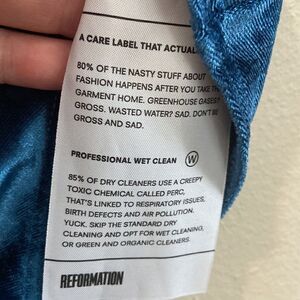 A CARE LABEL THAT ACTUAL
80% OF THE NASTY STUFF ABOUT
FASHION HAPPENS AFTER YOU TAKE TH
GARMENT HOME. GREENHOUSE GASES?
GROSS. WASTED WATER? SAD. DON'T BE
GROSS AND SAD.
PROFESSIONAL WET CLEAN W
85% OF DRY CLEANERS USE A CREEPY
TOXIC CHEMICAL CALLED PERC,
THAT'S LINKED TO RESPIRATORY ISSUES,
BIRTH DEFECTS AND AIR POLLUTION.
YUCK. SKIP THE STANDARD DRY
CLEANING AND OPT FOR WET CLEANING,
OR GREEN AND ORGANIC CLEANERS.
REFORMATION